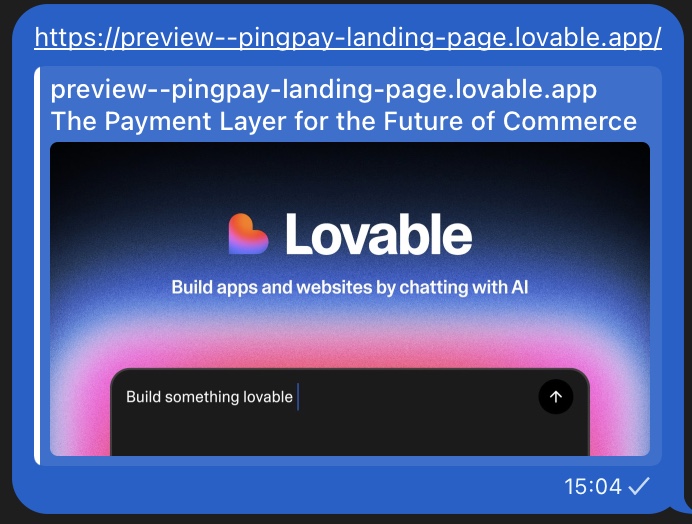 https://preview--pingpay-landing-page.lovable.app/
preview--pingpay-landing-page.lovable.app
The Payment Layer for the Future of Commerce
Lovable
Build apps and websites by chatting with AI
Build something lovable
15:04